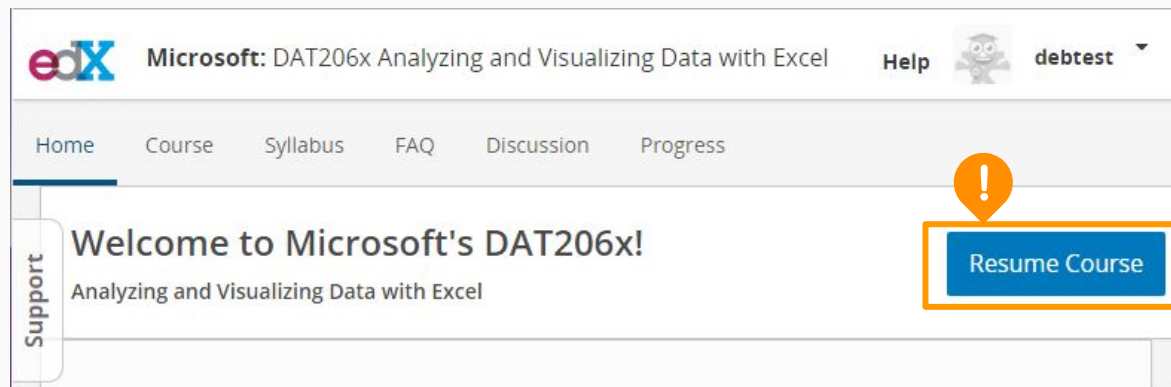 edX
Microsoft: DAT206x Analyzing and Visualizing Data with Excel
Help
debtest
Home
Course
Syllabus
FAQ
Discussion
Progress
!
Support
Welcome to Microsoft's DAT206x!
Analyzing and Visualizing Data with Excel
Resume Course